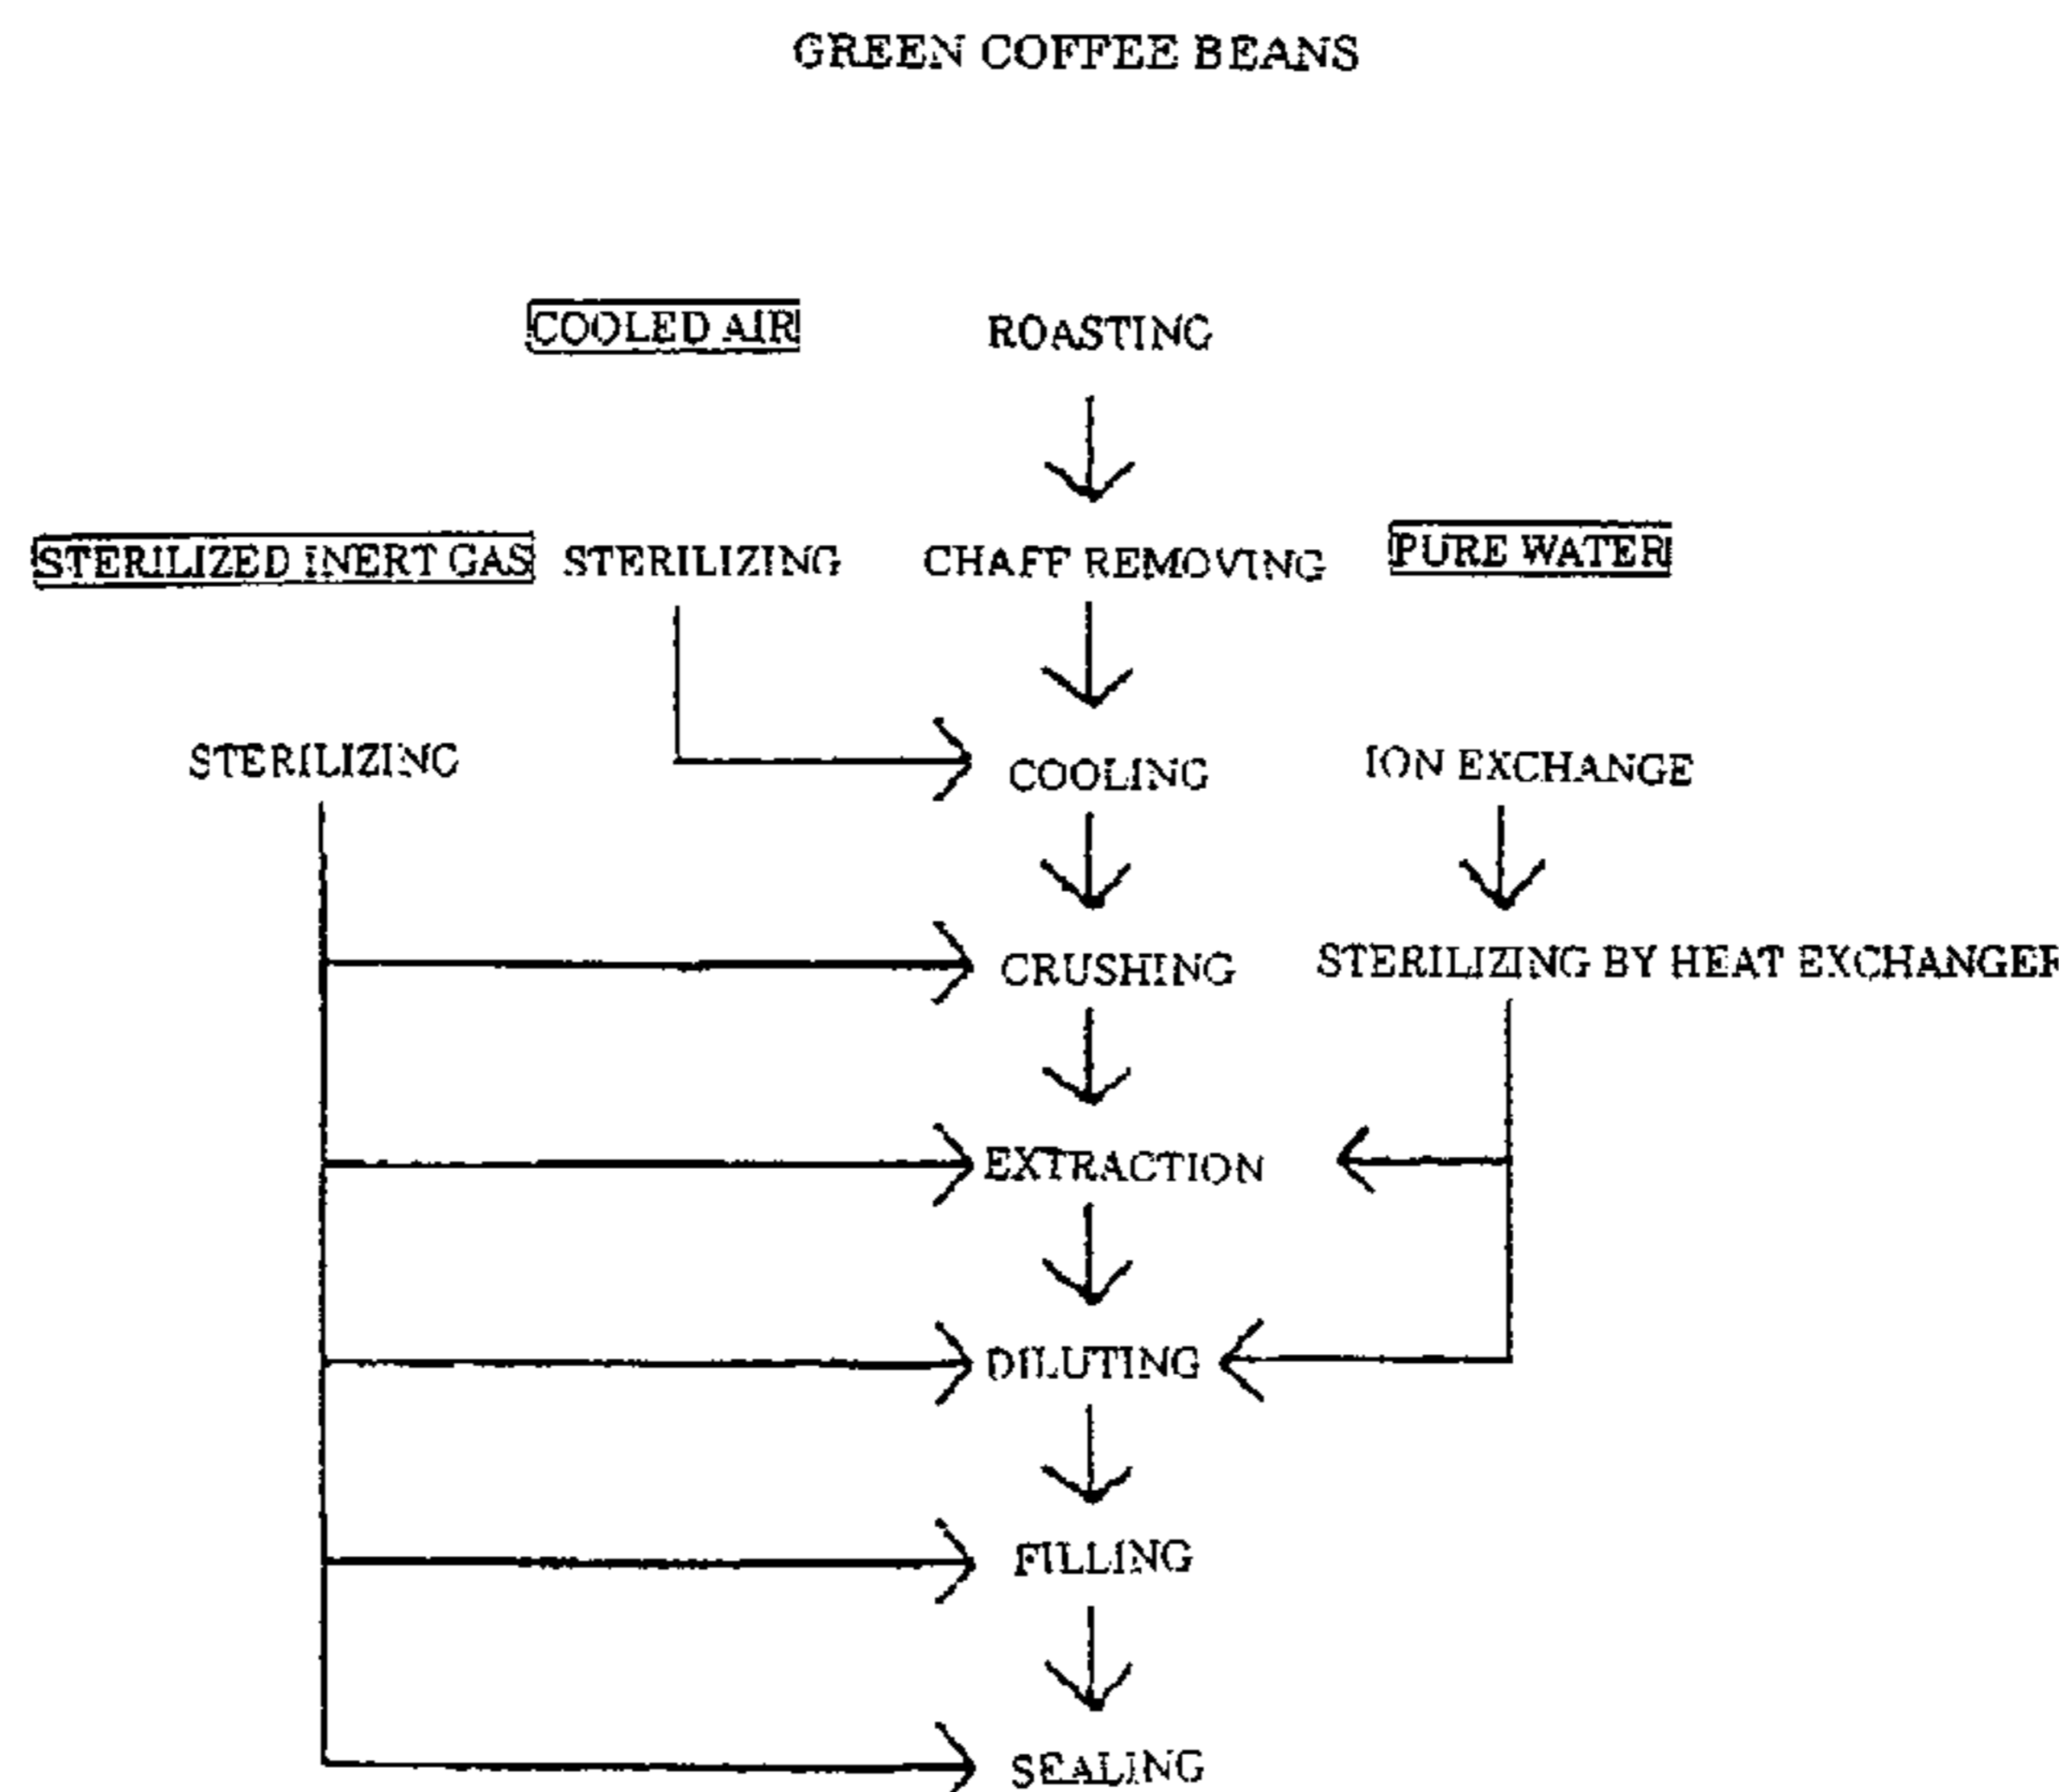 GREEN COFFEE BEANS
COOLED AIR
ROASTING
STERILIZED INERT GAS
STERILIZING
CHAFF REMOVING
PURE WATER
STERILIZING
COOLING
ION EXCHANGE
CRUSHING
STERILIZING BY HEAT EXCHANGER
EXTRACTION
DILUTING
FILLING
SEALING